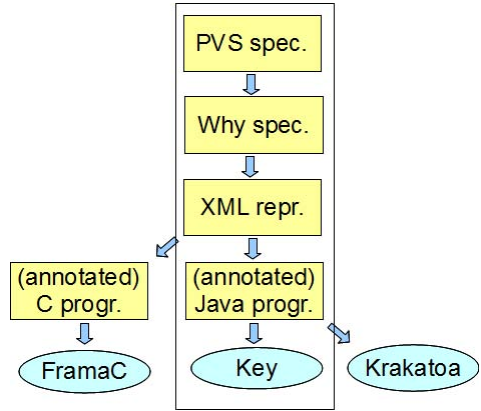 PVS spec.
Why spec.
XML repr.
(annotated)
C progr.
(annotated)
Java progr.
FramaC
Key
Krakatoa